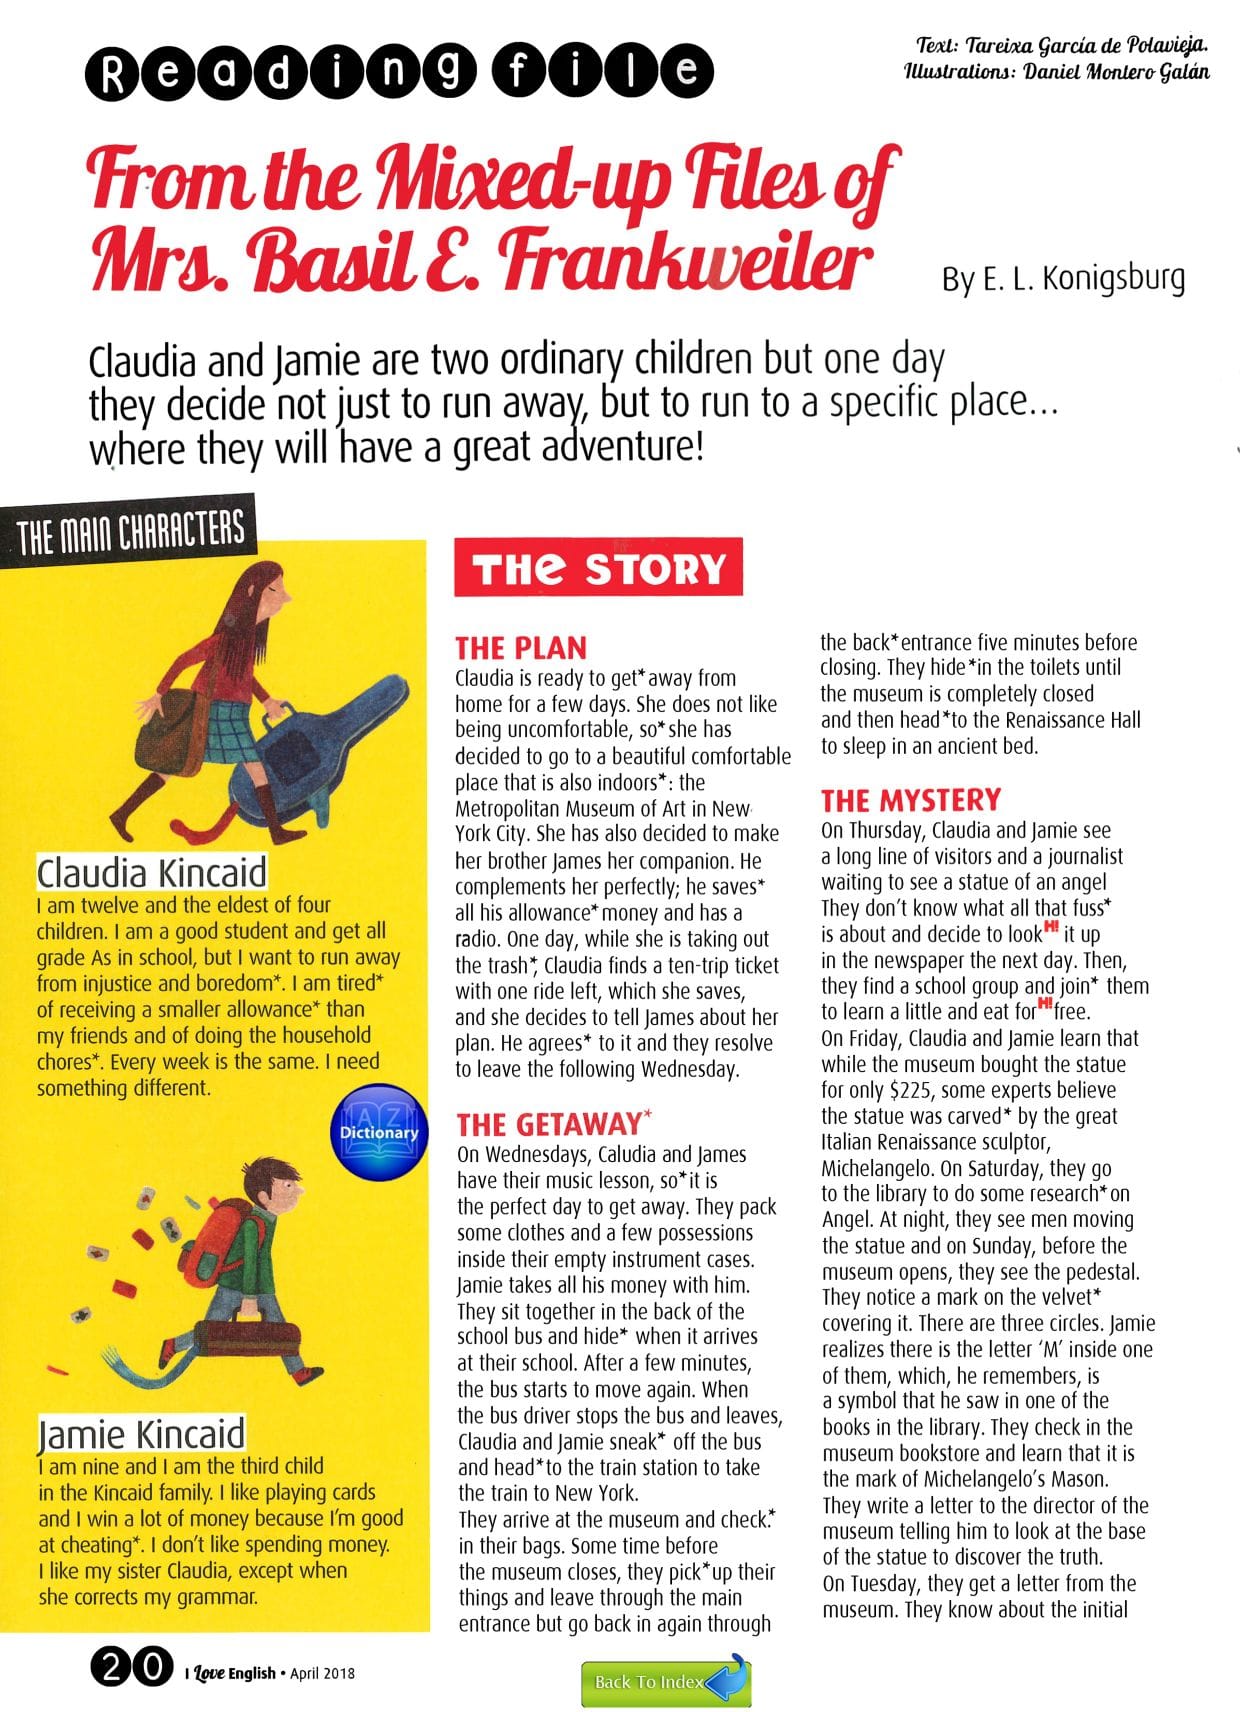 Reading file
Text: Tareixa García de Polavieja.
Illustrations: Daniel Montero Galán
From the Mixed-up Files of
Mrs. Basil E. Frankweiler
By E. L. Konigsburg
Claudia and Jamie are two ordinary children but one day
they decide not just to run away, but to run to a specific place...
where they will have a great adventure!
THE MAIN CHARACTERS
Claudia Kincaid
I am twelve and the eldest of four
children. I am a good student and get all
grade As in school, but I want to run away
from injustice and boredom*. I am tired*
of receiving a smaller allowance* than
my friends and of doing the household
chores*. Every week is the same. I need
something different.
A Z
Dictionary
Jamie Kincaid
I am nine and I am the third child
in the Kincaid family. I like playing cards
and I win a lot of money because I'm good
at cheating*. I don't like spending money.
I like my sister Claudia, except when
she corrects my grammar.
THE STORY
THE PLAN
Claudia is ready to get* away from
home for a few days. She does not like
being uncomfortable, so* she has
decided to go to a beautiful comfortable
place that is also indoors*: the
Metropolitan Museum of Art in New
York City. She has also decided to make
her brother James her companion. He
complements her perfectly; he saves*
all his allowance* money and has a
radio. One day, while she is taking out
the trash*, Claudia finds a ten-trip ticket
with one ride left, which she saves,
and she decides to tell James about her
plan. He agrees* to it and they resolve
to leave the following Wednesday.
THE GETAWAY*
On Wednesdays, Caludia and James
have their music lesson, so* it is
the perfect day to get away. They pack
some clothes and a few possessions
inside their empty instrument cases.
Jamie takes all his money with him.
They sit together in the back of the
school bus and hide* when it arrives
at their school. After a few minutes,
the bus starts to move again. When
the bus driver stops the bus and leaves,
Claudia and Jamie sneak* off the bus
and head* to the train station to take
the train to New York.
They arrive at the museum and check*
in their bags. Some time before
the museum closes, they pick* up their
things and leave through the main
entrance but go back in again through
the back* entrance five minutes before
closing. They hide* in the toilets until
the museum is completely closed
and then head* to the Renaissance Hall
to sleep in an ancient bed.
THE MYSTERY
On Thursday, Claudia and Jamie see
a long line of visitors and a journalist
waiting to see a statue of an angel
They don't know what all that fuss*
is about and decide to look HI! it up
in the newspaper the next day. Then,
they find a school group and join* them
to learn a little and eat for HI! free.
On Friday, Claudia and Jamie learn that
while the museum bought the statue
for only $225, some experts believe
the statue was carved* by the great
Italian Renaissance sculptor,
Michelangelo. On Saturday, they go
to the library to do some research* on
Angel. At night, they see men moving
the statue and on Sunday, before the
museum opens, they see the pedestal.
They notice a mark on the velvet*
covering it. There are three circles. Jamie
realizes there is the letter 'M' inside one
of them, which, he remembers, is
a symbol that he saw in one of the
books in the library. They check in the
museum bookstore and learn that it is
the mark of Michelangelo's Mason.
They write a letter to the director of the
museum telling him to look at the base
of the statue to discover the truth.
On Tuesday, they get a letter from the
museum. They know about the initial
20 I Love English • April 2018
Back To Index